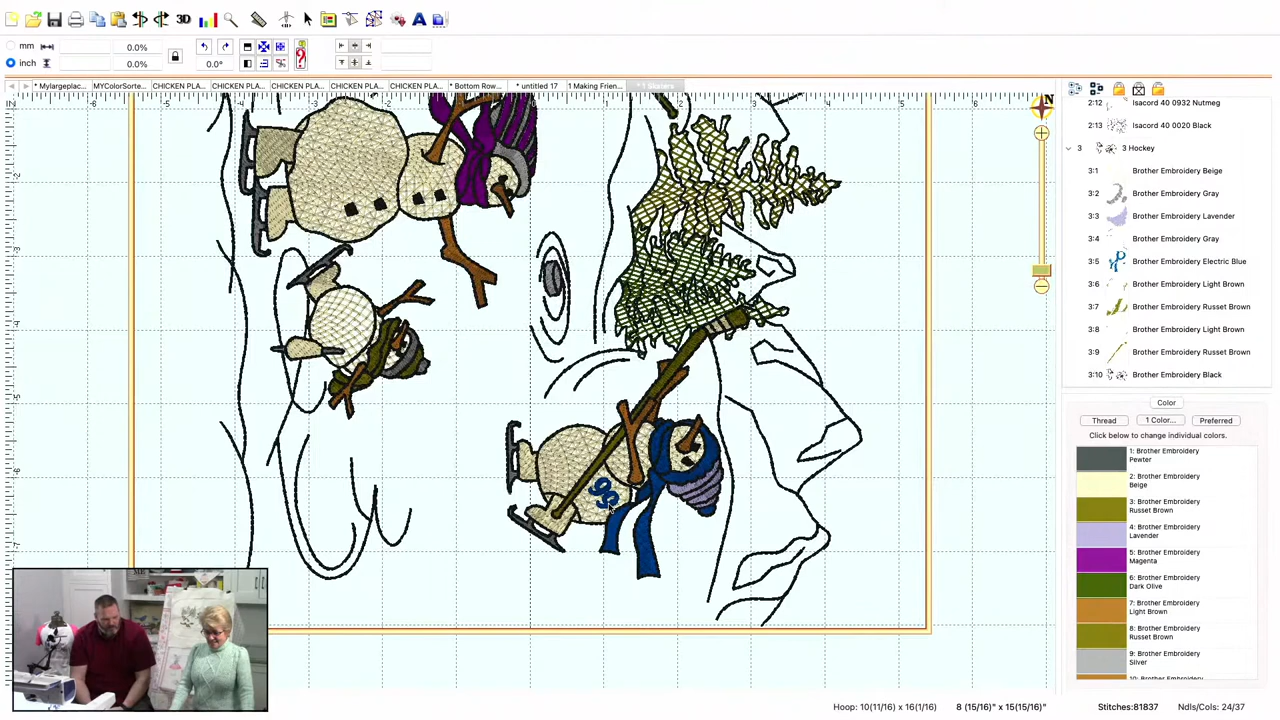 3D
A
mm
0.0%
inch
0.0%
0.0°
* Mylargeplac...
MYColorSorte...
CHICKEN PLA...
CHICKEN PLA...
CHICKEN PLA...
CHICKEN PLA...
CHICKEN PLA...
* Bottom Row...
* untitled 17
1 Making Frien...
N
2:12 Isacord 40 0932 Nutmeg
2:13 Isacord 40 0020 Black
3 3 Hockey
3:1 Brother Embroidery Beige
3:2 Brother Embroidery Gray
3:3 Brother Embroidery Lavender
3:4 Brother Embroidery Gray
3:5 Brother Embroidery Electric Blue
3:6 Brother Embroidery Light Brown
3:7 Brother Embroidery Russet Brown
3:8 Brother Embroidery Light Brown
3:9 Brother Embroidery Russet Brown
3:10 Brother Embroidery Black
99
Color
Thread 1 Color... Preferred
Click below to change individual colors.
1: Brother Embroidery
Pewter
2: Brother Embroidery
Beige
3: Brother Embroidery
Russet Brown
4: Brother Embroidery
Lavender
5: Brother Embroidery
Magenta
6: Brother Embroidery
Dark Olive
7: Brother Embroidery
Light Brown
8: Brother Embroidery
Russet Brown
9: Brother Embroidery
Silver
10: Brother Embroidery
Hoop: 10(11/16) x 16(1/16) 8 (15/16)" x 15(15/16)" Stitches:81837 Ndls/Cols: 24/37